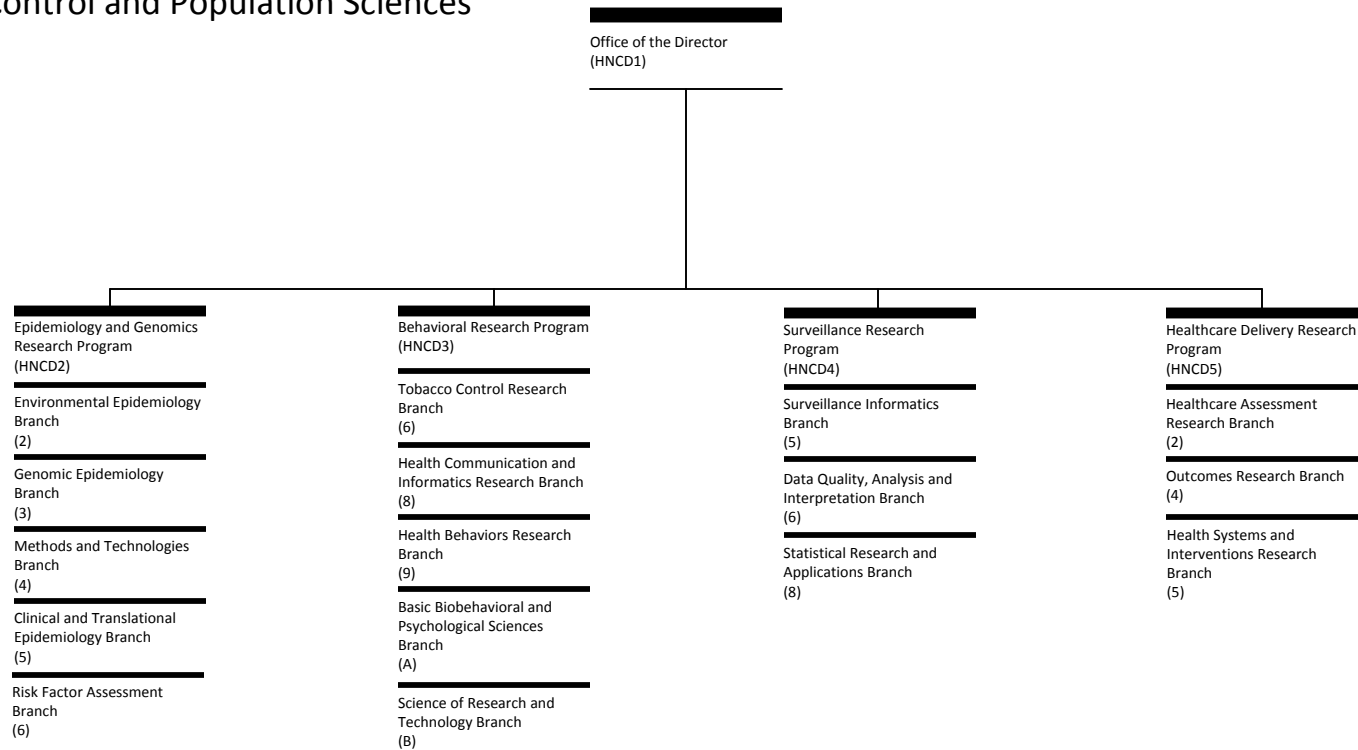 Control and Population Sciences
Office of the Director
(HNCD1)
Epidemiology and Genomics
Research Program
(HNCD2)
Environmental Epidemiology
Branch
(2)
Genomic Epidemiology
Branch
(3)
Methods and Technologies
Branch
(4)
Clinical and Translational
Epidemiology Branch
(5)
Risk Factor Assessment
Branch
(6)
Behavioral Research Program
(HNCD3)
Tobacco Control Research
Branch
(6)
Health Communication and
Informatics Research Branch
(8)
Health Behaviors Research
Branch
(9)
Basic Biobehavioral and
Psychological Sciences
Branch
(A)
Science of Research and
Technology Branch
(B)
Surveillance Research
Program
(HNCD4)
Surveillance Informatics
Branch
(5)
Data Quality, Analysis and
Interpretation Branch
(6)
Statistical Research and
Applications Branch
(8)
Healthcare Delivery Research
Program
(HNCD5)
Healthcare Assessment
Research Branch
(2)
Outcomes Research Branch
(4)
Health Systems and
Interventions Research
Branch
(5)